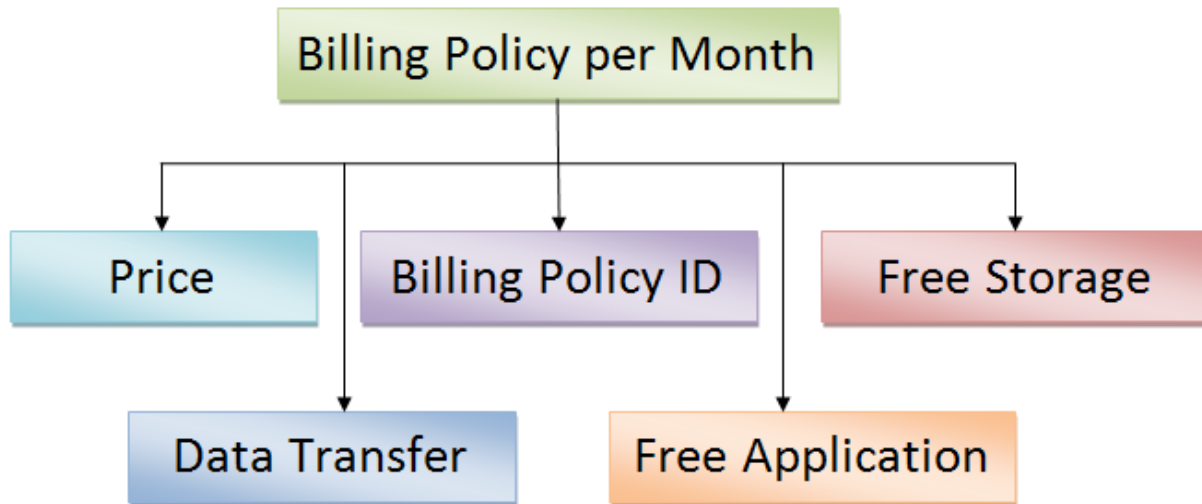 Billing Policy per Month
Price
Billing Policy ID
Free Storage
Data Transfer
Free Application